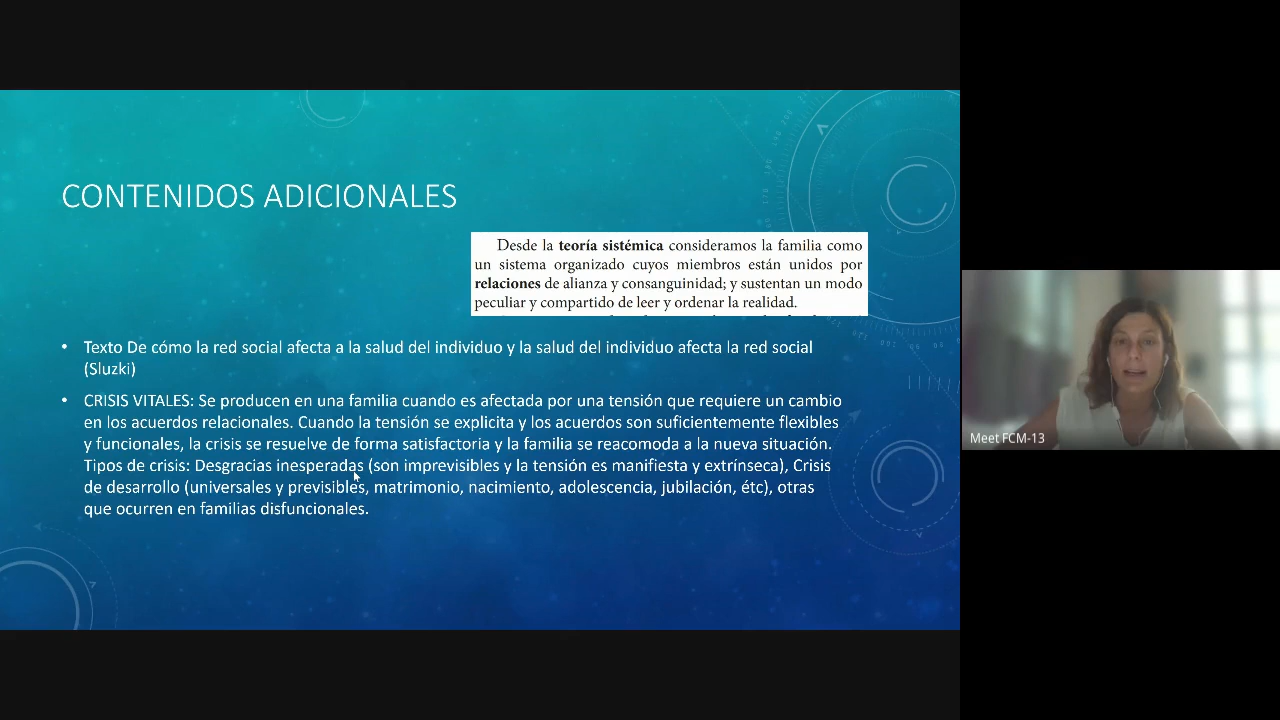 CONTENIDOS ADICIONALES
Desde la teoría sistémica consideramos la familia como
un sistema organizado cuyos miembros están unidos por
relaciones de alianza y consanguinidad; y sustentan un modo
peculiar y compartido de leer y ordenar la realidad.
• Texto De cómo la red social afecta a la salud del individuo y la salud del individuo afecta la red social
(Sluzki)
• CRISIS VITALES: Se producen en una familia cuando es afectada por una tensión que requiere un cambio
en los acuerdos relacionales. Cuando la tensión se explicita y los acuerdos son suficientemente flexibles
y funcionales, la crisis se resuelve de forma satisfactoria y la familia se reacomoda a la nueva situación.
Tipos de crisis: Desgracias inesperadas (son imprevisibles y la tensión es manifiesta y extrínseca), Crisis
de desarrollo (universales y previsibles, matrimonio, nacimiento, adolescencia, jubilación, étc), otras
que ocurren en familias disfuncionales.
Meet FCM-13